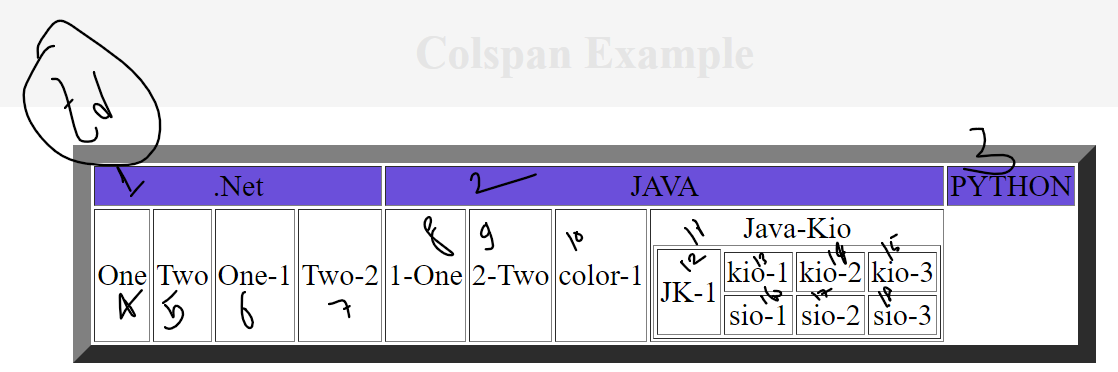 Colspan Example
td
3
1 .Net 2 JAVA PYTHON
8 9 10 11 Java-Kio
12 13 14 15
One Two One-1 Two-2 1-One 2-Two color-1 JK-1 kio-1 kio-2 kio-3
4 5 6 7 16 17 18
sio-1 sio-2 sio-3